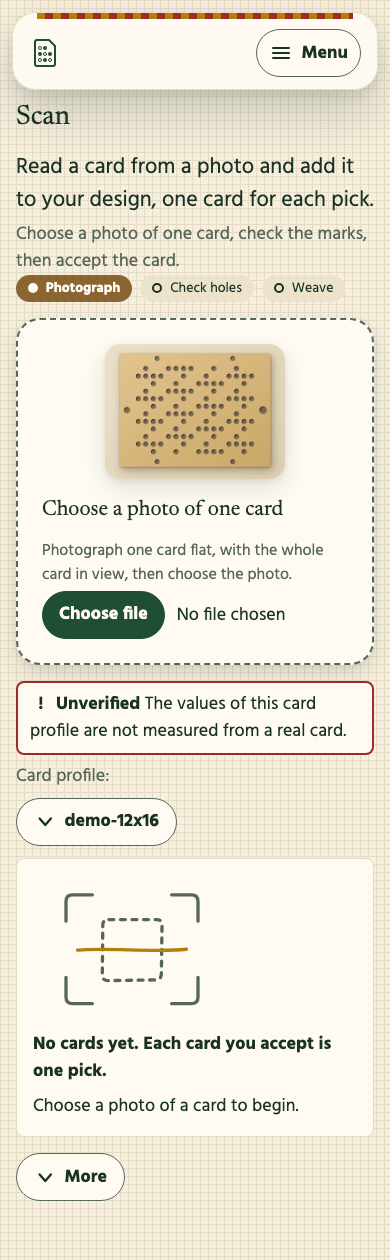 Menu
Scan
Read a card from a photo and add it
to your design, one card for each pick.
Choose a photo of one card, check the marks,
then accept the card.
Photograph Check holes Weave
Choose a photo of one card
Photograph one card flat, with the whole
card in view, then choose the photo.
Choose file No file chosen
! Unverified The values of this card
profile are not measured from a real card.
Card profile:
demo-12x16
No cards yet. Each card you accept is
one pick.
Choose a photo of a card to begin.
More